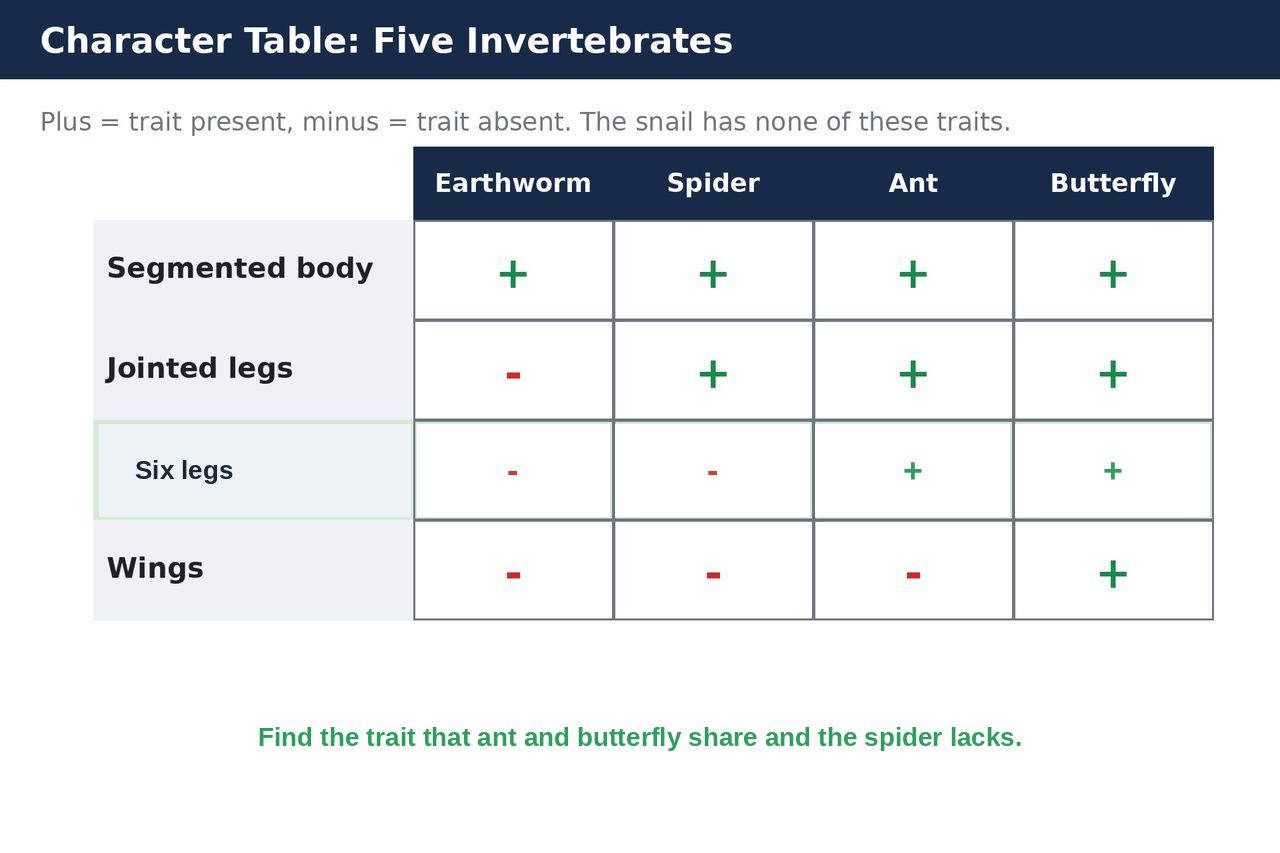 Character Table: Five Invertebrates
Plus = trait present, minus = trait absent. The snail has none of these traits.
Earthworm Spider Ant Butterfly
Segmented body + + + +
Jointed legs - + + +
Six legs - - + +
Wings - - - +
Find the trait that ant and butterfly share and the spider lacks.